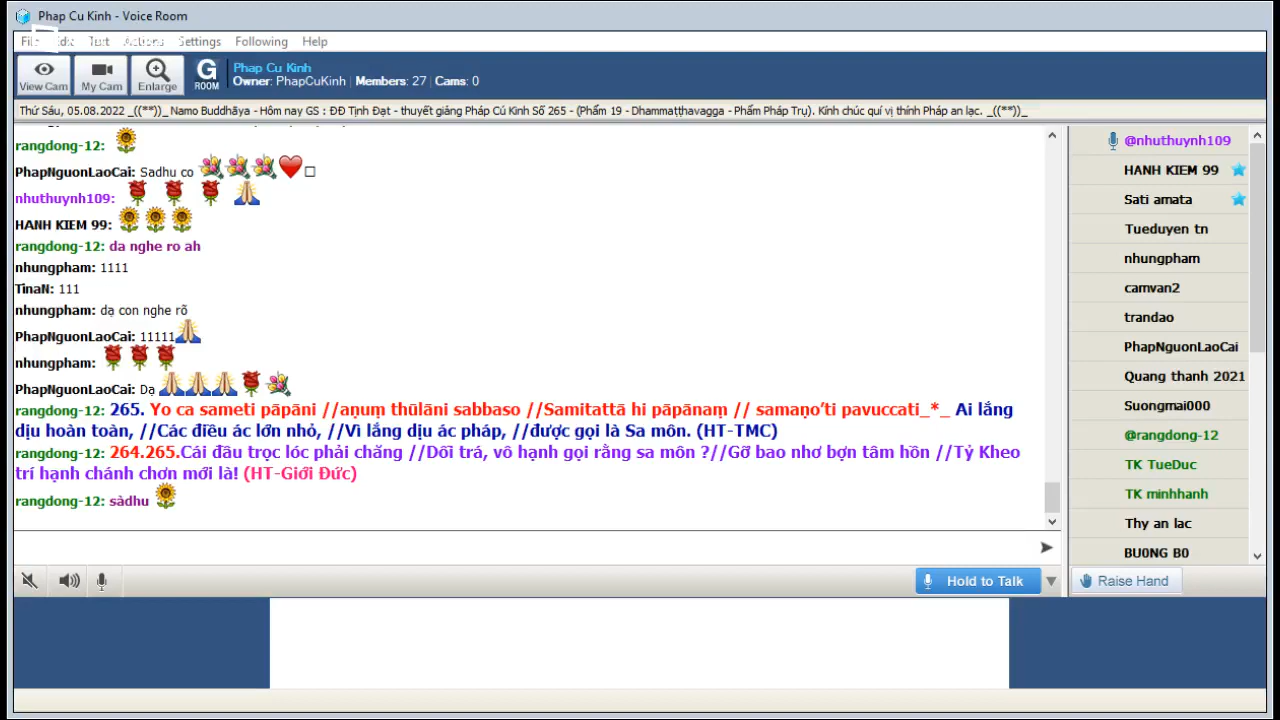 Phap Cu Kinh - Voice Room
File Edit Text Actions Settings Following Help
View Cam My Cam Enlarge G ROOM Phap Cu Kinh
Owner: PhapCuKinh | Members: 27 | Cams: 0
Thứ Sáu, 05.08.2022 _((**))_ Namo Buddhāya - Hôm nay GS : ĐĐ Tịnh Đạt - thuyết giảng Pháp Cú Kinh Số 265 - (Phẩm 19 - Dhammaṭṭhavagga - Phẩm Pháp Trụ). Kính chúc quí vị thính Pháp an lạc. _((**))_
rangdong-12:
PhapNguonLaoCai: Sadhu co
nhuthuynh109:
HANH KIEM 99:
rangdong-12: da nghe ro ah
nhungpham: 1111
TinaN: 111
nhungpham: dạ con nghe rõ
PhapNguonLaoCai: 11111
nhungpham:
PhapNguonLaoCai: Dạ
rangdong-12: 265. Yo ca sameti pāpāni //aṇuṃ thūlāni sabbaso //Samitattā hi pāpānaṃ // samaṇo’ti pavuccati_*_ Ai lắng
dịu hoàn toàn, //Các điều ác lớn nhỏ, //Vì lắng dịu ác pháp, //được gọi là Sa môn. (HT-TMC)
rangdong-12: 264.265.Cái đầu trọc lóc phải chăng //Dối trá, vô hạnh gọi rằng sa môn ?//Gỡ bao nhơ bợn tâm hồn //Tỷ Kheo
trí hạnh chánh chơn mới là! (HT-Giới Đức)
rangdong-12: sàdhu
@nhuthuynh109
HANH KIEM 99
Sati amata
Tueduyen tn
nhungpham
camvan2
trandao
PhapNguonLaoCai
Quang thanh 2021
Suongmai000
@rangdong-12
TK TueDuc
TK minhhanh
Thy an lac
BU0NG B0
Hold to Talk
Raise Hand